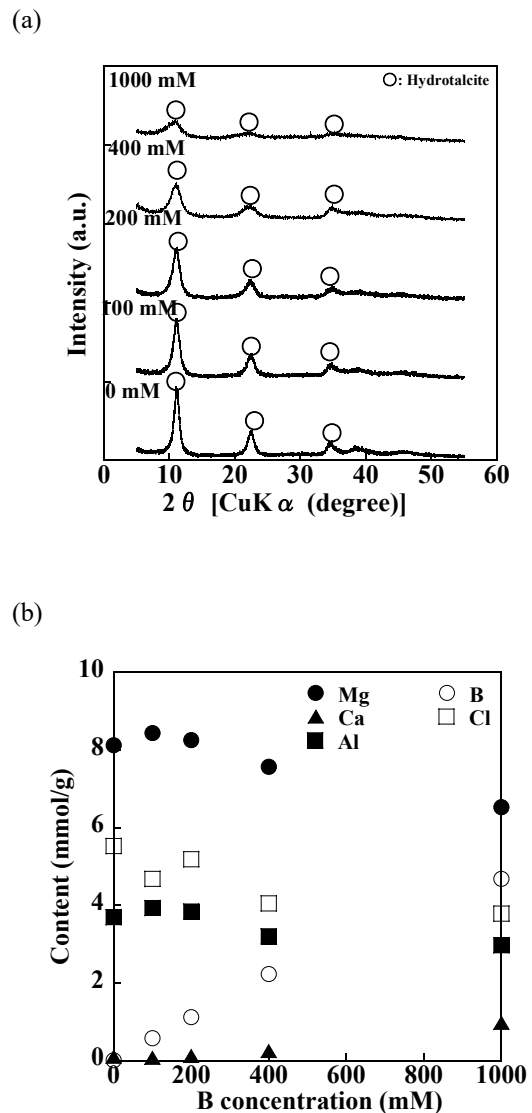 (a)
1000 mM
○: Hydrotalcite
400 mM
200 mM
100 mM
0 mM
Intensity (a.u.)
0 10 20 30 40 50 60
2 θ [CuK α (degree)]
(b)
10
8
6
4
2
0
Content (mmol/g)
● Mg ○ B
▲ Ca □ Cl
■ Al
0 200 400 600 800 1000
B concentration (mM)